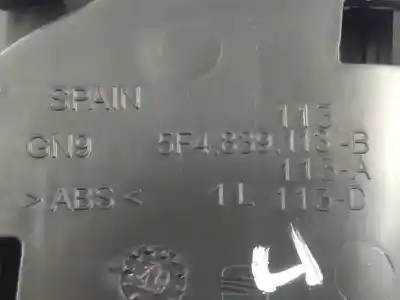 SPAIN 113
GN9 5F4.839.113-B
113-A
>ABS< 1L 113-D